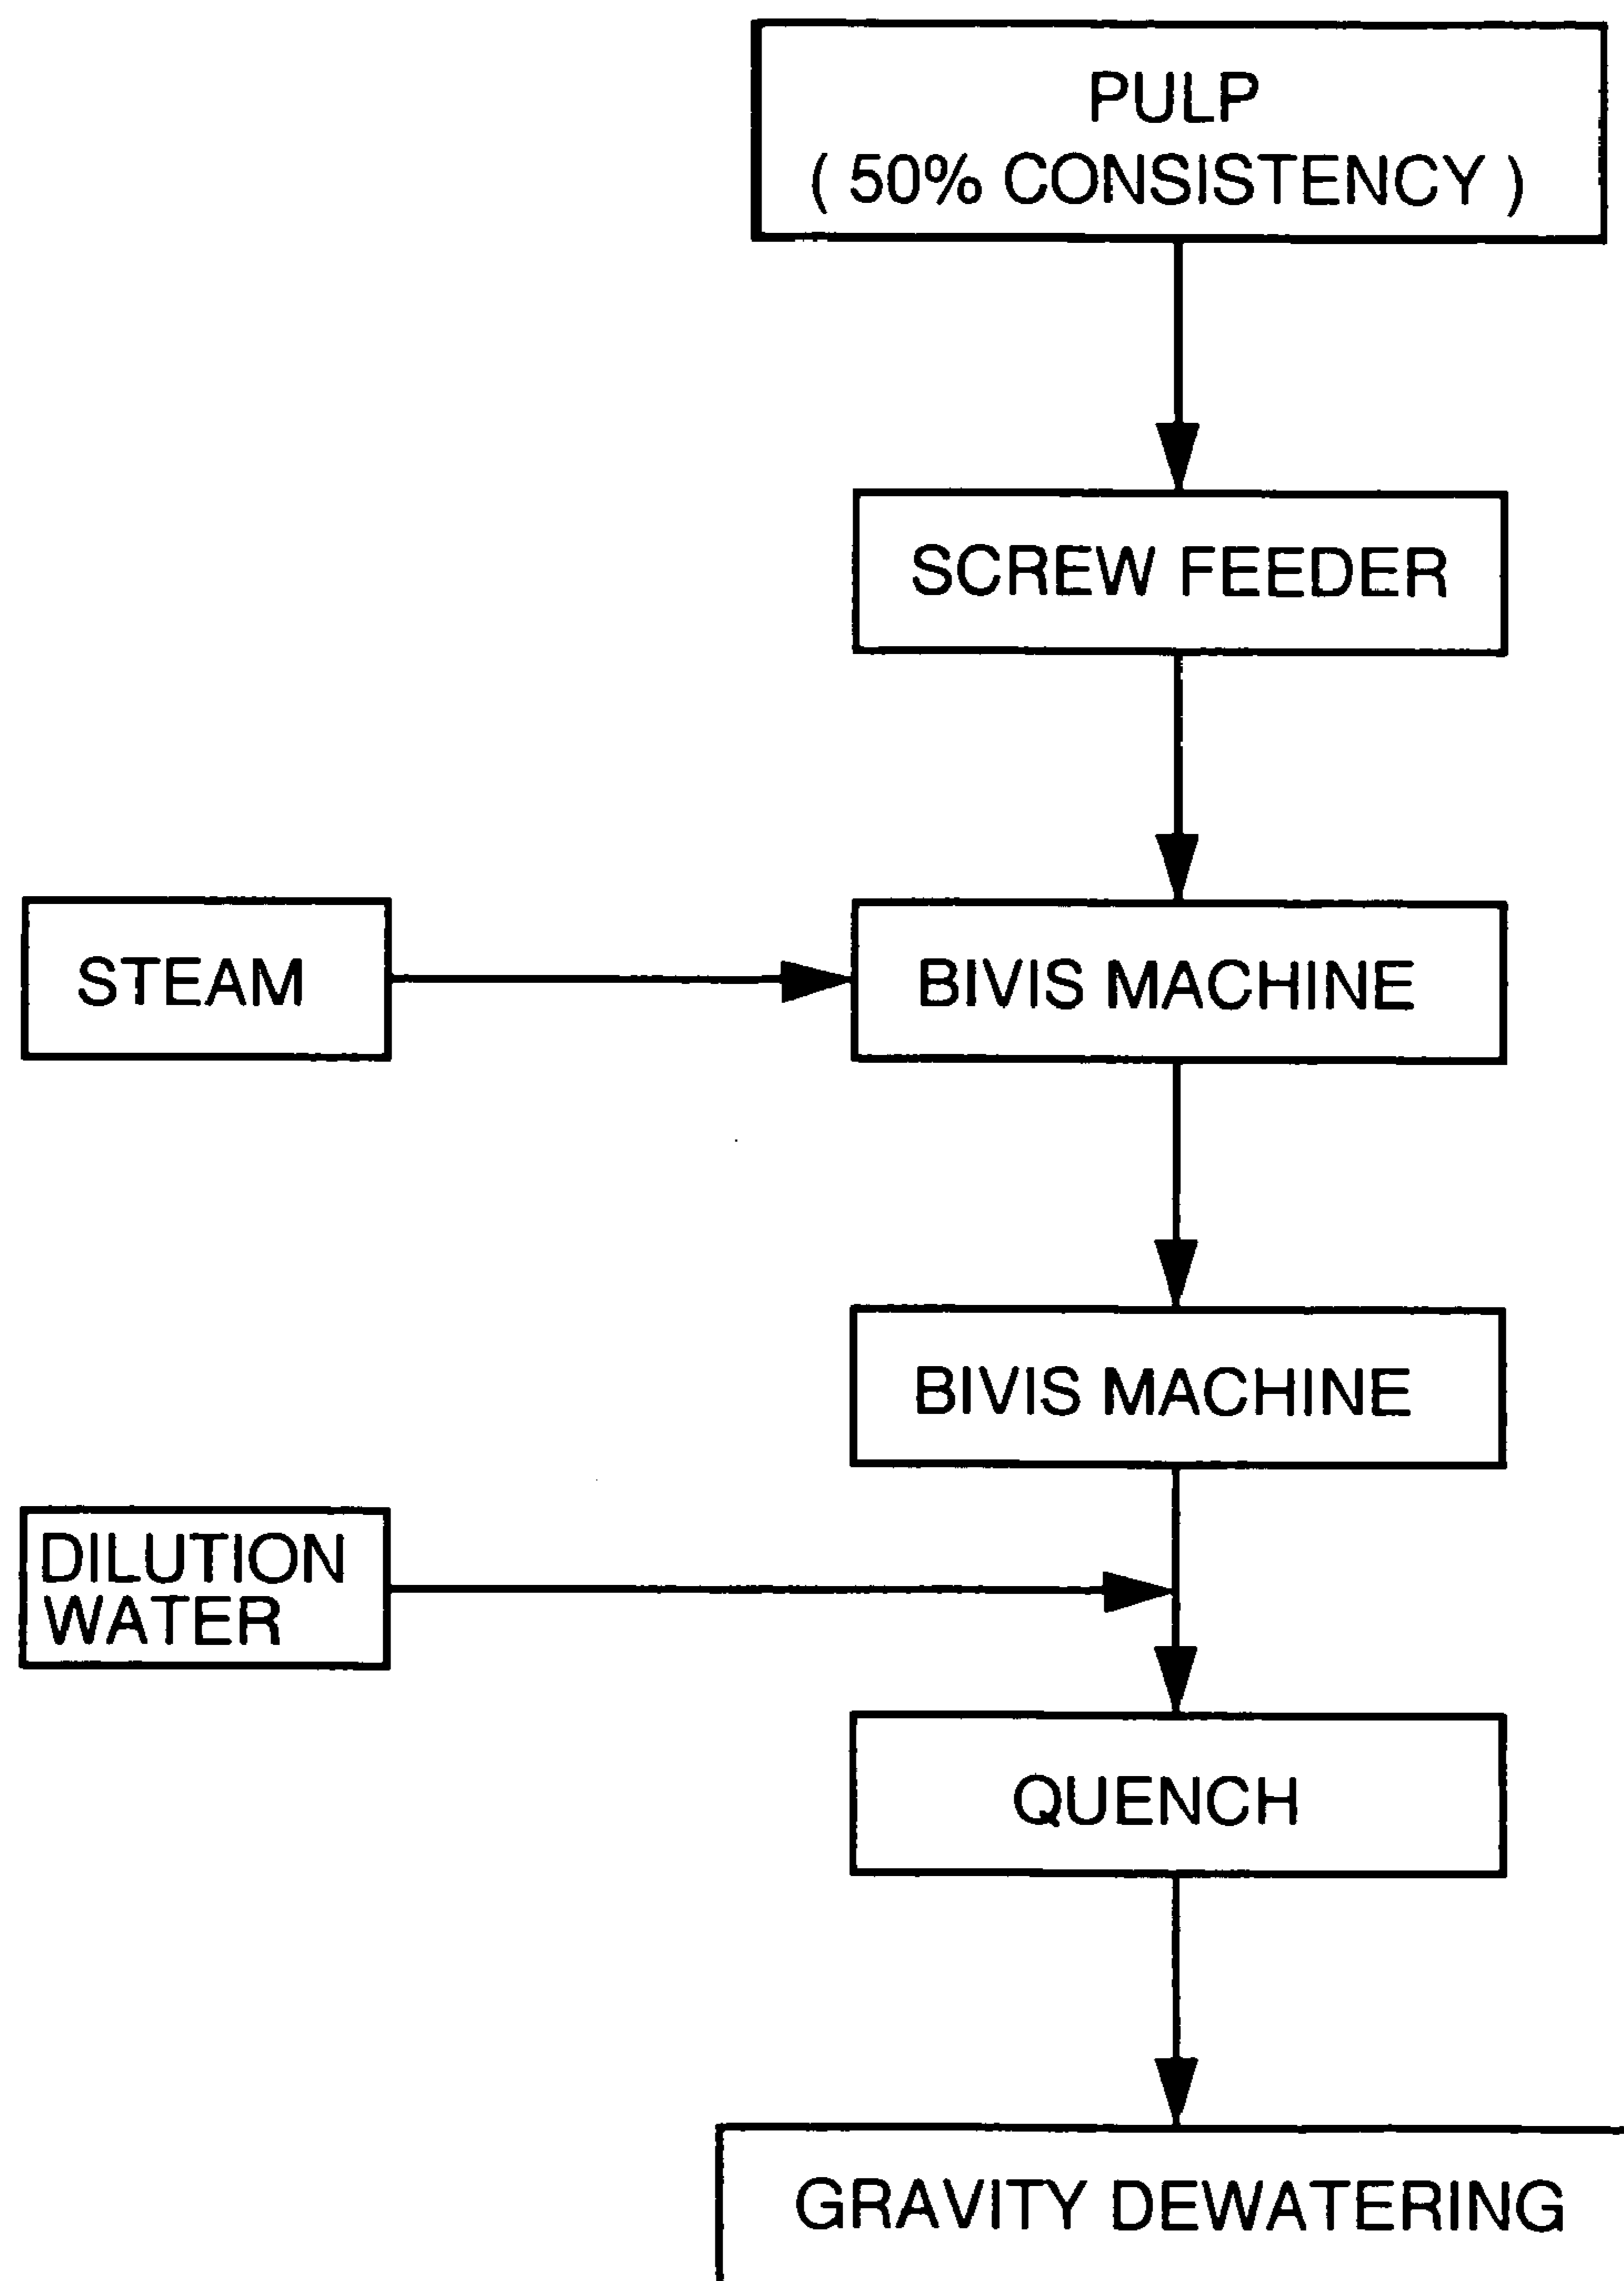 PULP
( 50% CONSISTENCY )
SCREW FEEDER
STEAM
BIVIS MACHINE
BIVIS MACHINE
DILUTION
WATER
QUENCH
GRAVITY DEWATERING